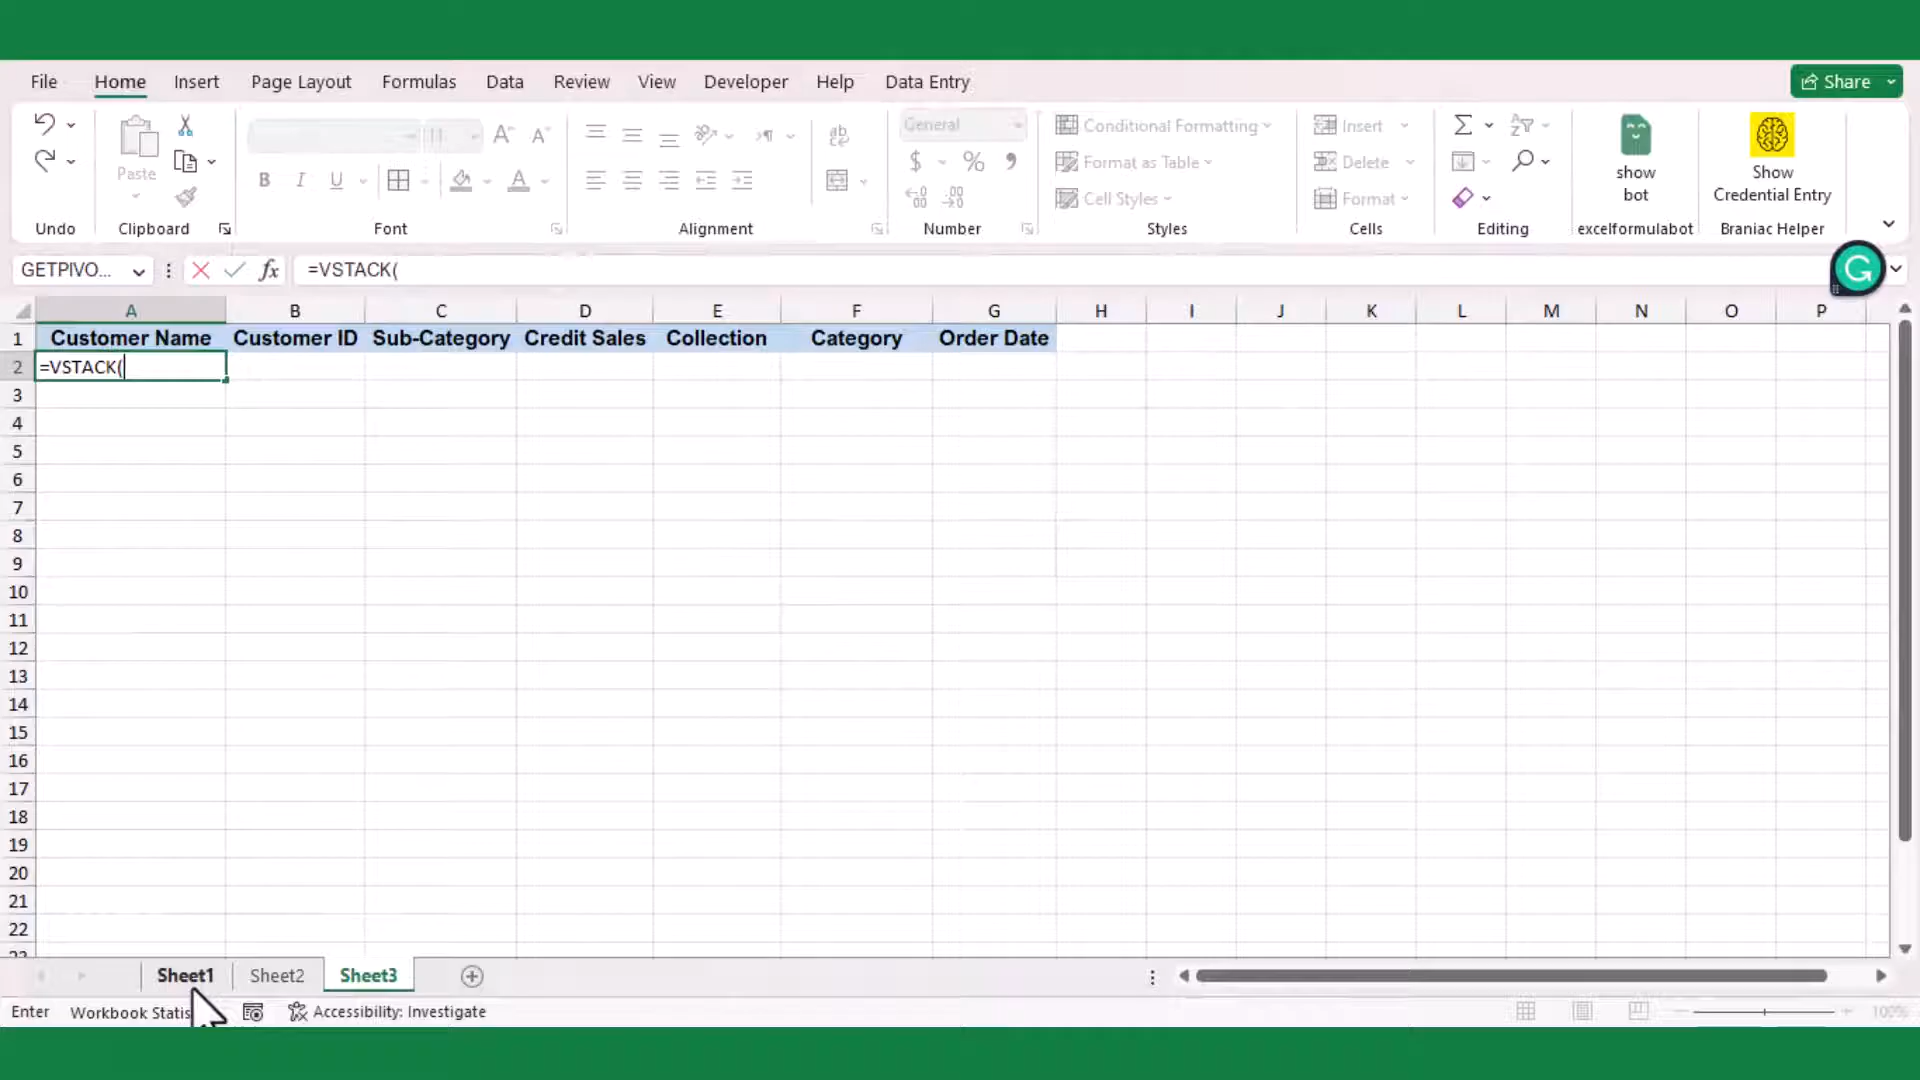 File Home Insert Page Layout Formulas Data Review View Developer Help Data Entry Share
General Conditional Formatting Insert
Paste $ % Format as Table Delete show Show
B I U A Cell Styles Format bot Credential Entry
Undo Clipboard Font Alignment Number Styles Cells Editing excelformulabot Braniac Helper
GETPIVO... fx =VSTACK(
A B C D E F G H I J K L M N O P
1 Customer Name Customer ID Sub-Category Credit Sales Collection Category Order Date
2 =VSTACK(
3
4
5
6
7
8
9
10
11
12
13
14
15
16
17
18
19
20
21
22
Sheet1 Sheet2 Sheet3
Enter Workbook Statis Accessibility: Investigate 100%